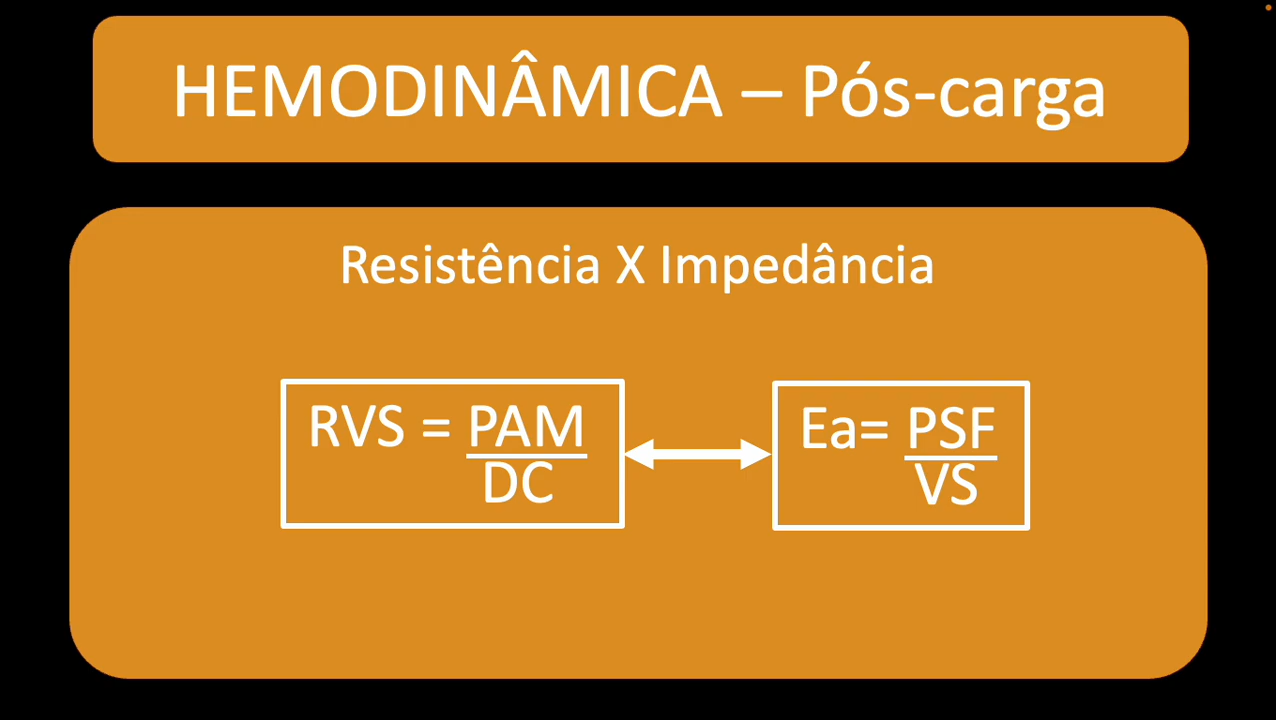 HEMODINÂMICA – Pós-carga
Resistência X Impedância
RVS = PAM
DC
Ea= PSF
VS